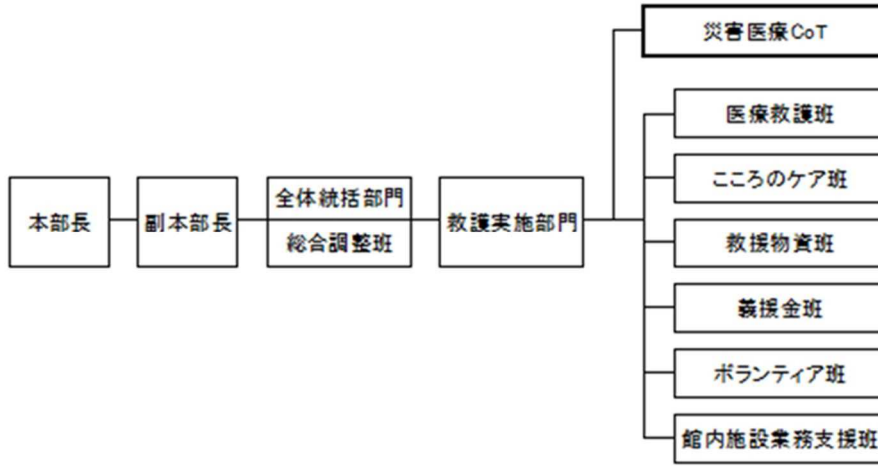 災害医療CoT
医療救護班
こころのケア班
本部長
副本部長
全体統括部門
総合調整班
救護実施部門
救援物資班
義援金班
ボランティア班
館内施設業務支援班